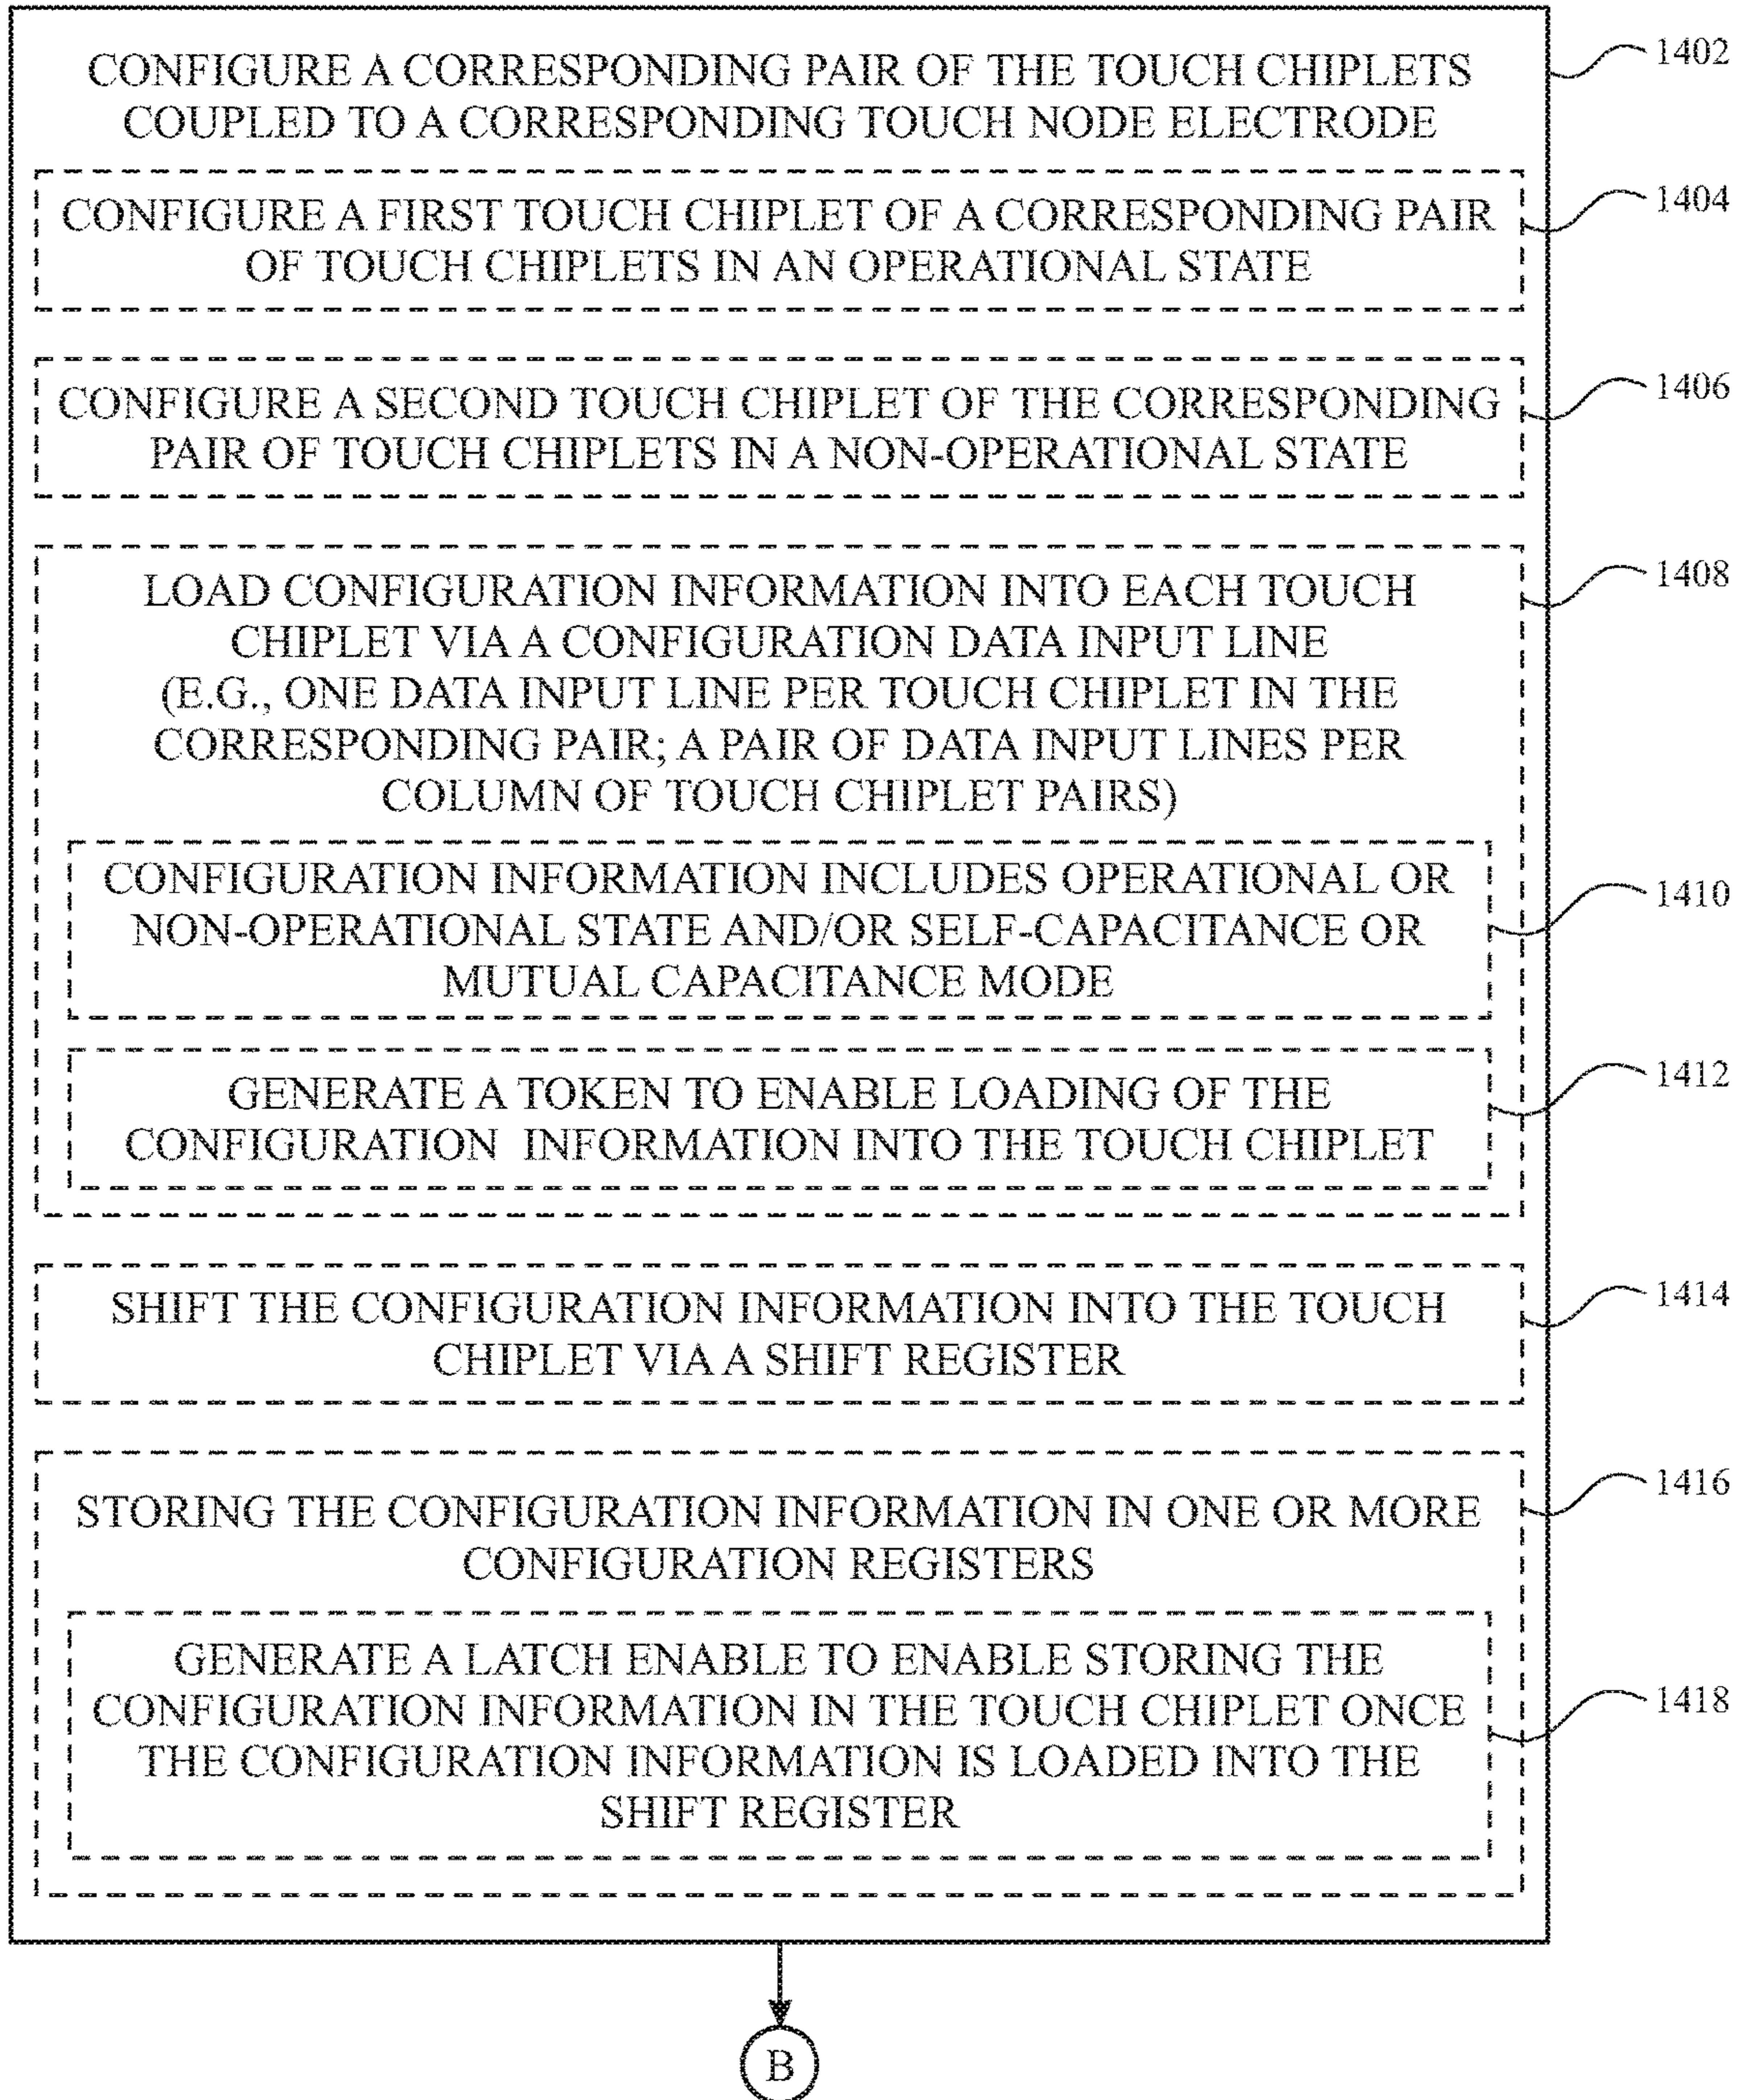 CONFIGURE A CORRESPONDING PAIR OF THE TOUCH CHIPLETS
COUPLED TO A CORRESPONDING TOUCH NODE ELECTRODE
1402
CONFIGURE A FIRST TOUCH CHIPLET OF A CORRESPONDING PAIR
OF TOUCH CHIPLETS IN AN OPERATIONAL STATE
1404
CONFIGURE A SECOND TOUCH CHIPLET OF THE CORRESPONDING
PAIR OF TOUCH CHIPLETS IN A NON-OPERATIONAL STATE
1406
LOAD CONFIGURATION INFORMATION INTO EACH TOUCH
CHIPLET VIA A CONFIGURATION DATA INPUT LINE
(E.G., ONE DATA INPUT LINE PER TOUCH CHIPLET IN THE
CORRESPONDING PAIR; A PAIR OF DATA INPUT LINES PER
COLUMN OF TOUCH CHIPLET PAIRS)
1408
CONFIGURATION INFORMATION INCLUDES OPERATIONAL OR
NON-OPERATIONAL STATE AND/OR SELF-CAPACITANCE OR
MUTUAL CAPACITANCE MODE
1410
GENERATE A TOKEN TO ENABLE LOADING OF THE
CONFIGURATION INFORMATION INTO THE TOUCH CHIPLET
1412
SHIFT THE CONFIGURATION INFORMATION INTO THE TOUCH
CHIPLET VIA A SHIFT REGISTER
1414
STORING THE CONFIGURATION INFORMATION IN ONE OR MORE
CONFIGURATION REGISTERS
1416
GENERATE A LATCH ENABLE TO ENABLE STORING THE
CONFIGURATION INFORMATION IN THE TOUCH CHIPLET ONCE
THE CONFIGURATION INFORMATION IS LOADED INTO THE
SHIFT REGISTER
1418
B